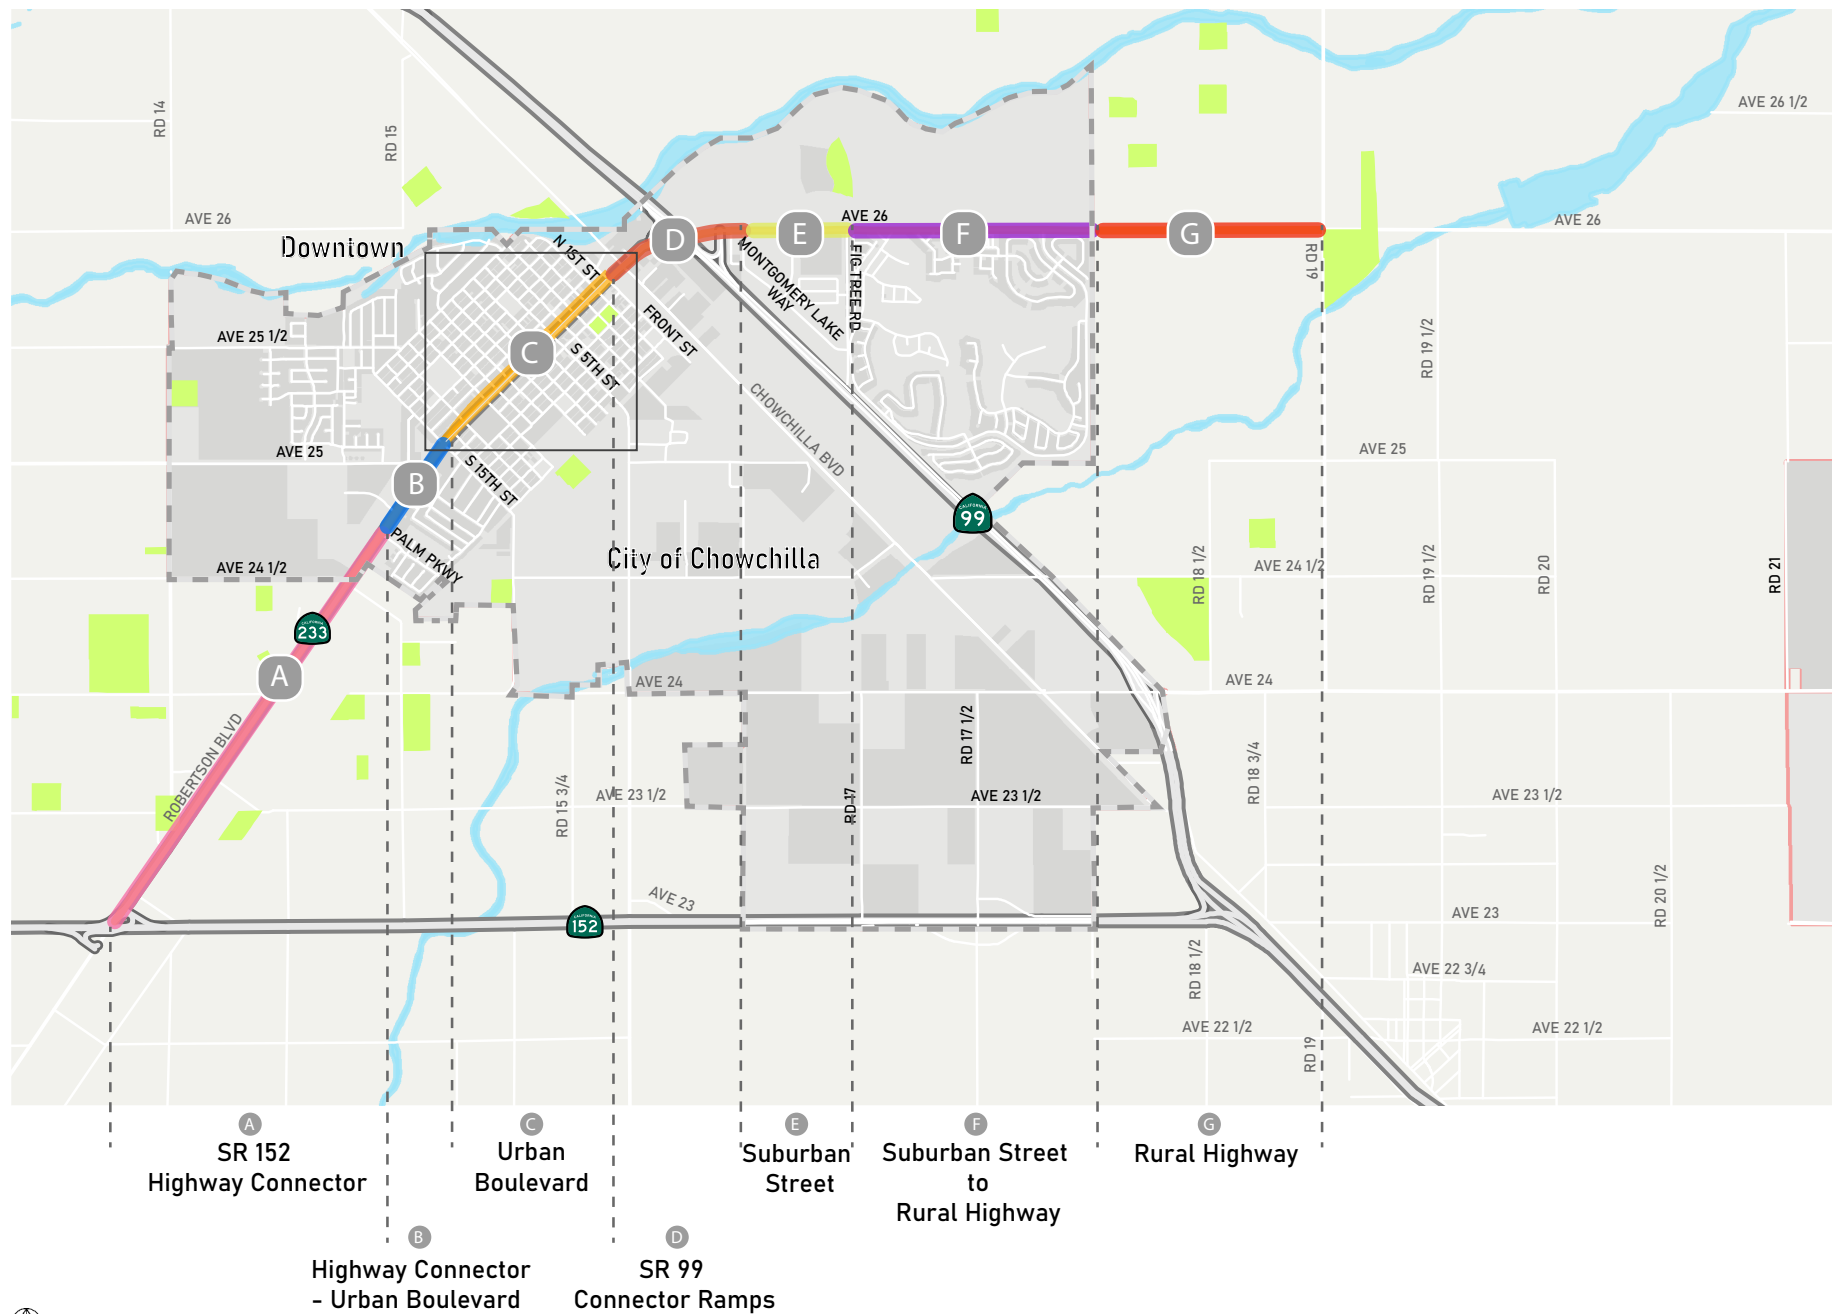 AVE 26 1/2
RD 14
RD 15
AVE 26
Downtown
N 1ST ST
D
E
AVE 26
F
G
AVE 26
MONTGOMERY LAKE
WAY
FIG TREE RD
RD 19
AVE 25 1/2
C
FRONT ST
S 5TH ST
RD 19 1/2
CHOWCHILLA BVD
AVE 25
AVE 25
B
S 15TH ST
CALIFORNIA
99
PALM PKWY
City of Chowchilla
AVE 24 1/2
AVE 24 1/2
RD 18 1/2
RD 19 1/2
RD 20
RD 21
CALIFORNIA
233
A
AVE 24
AVE 24
ROBERTSON BLVD
RD 17 1/2
RD 18 3/4
RD 15 3/4
AVE 23 1/2
RD 17
AVE 23 1/2
AVE 23 1/2
AVE 23
CALIFORNIA
152
AVE 23
RD 20 1/2
RD 18 1/2
AVE 22 3/4
AVE 22 1/2
AVE 22 1/2
RD 19
A
SR 152
Highway Connector
C
Urban
Boulevard
E
Suburban
Street
F
Suburban Street
to
Rural Highway
G
Rural Highway
B
Highway Connector
- Urban Boulevard
D
SR 99
Connector Ramps